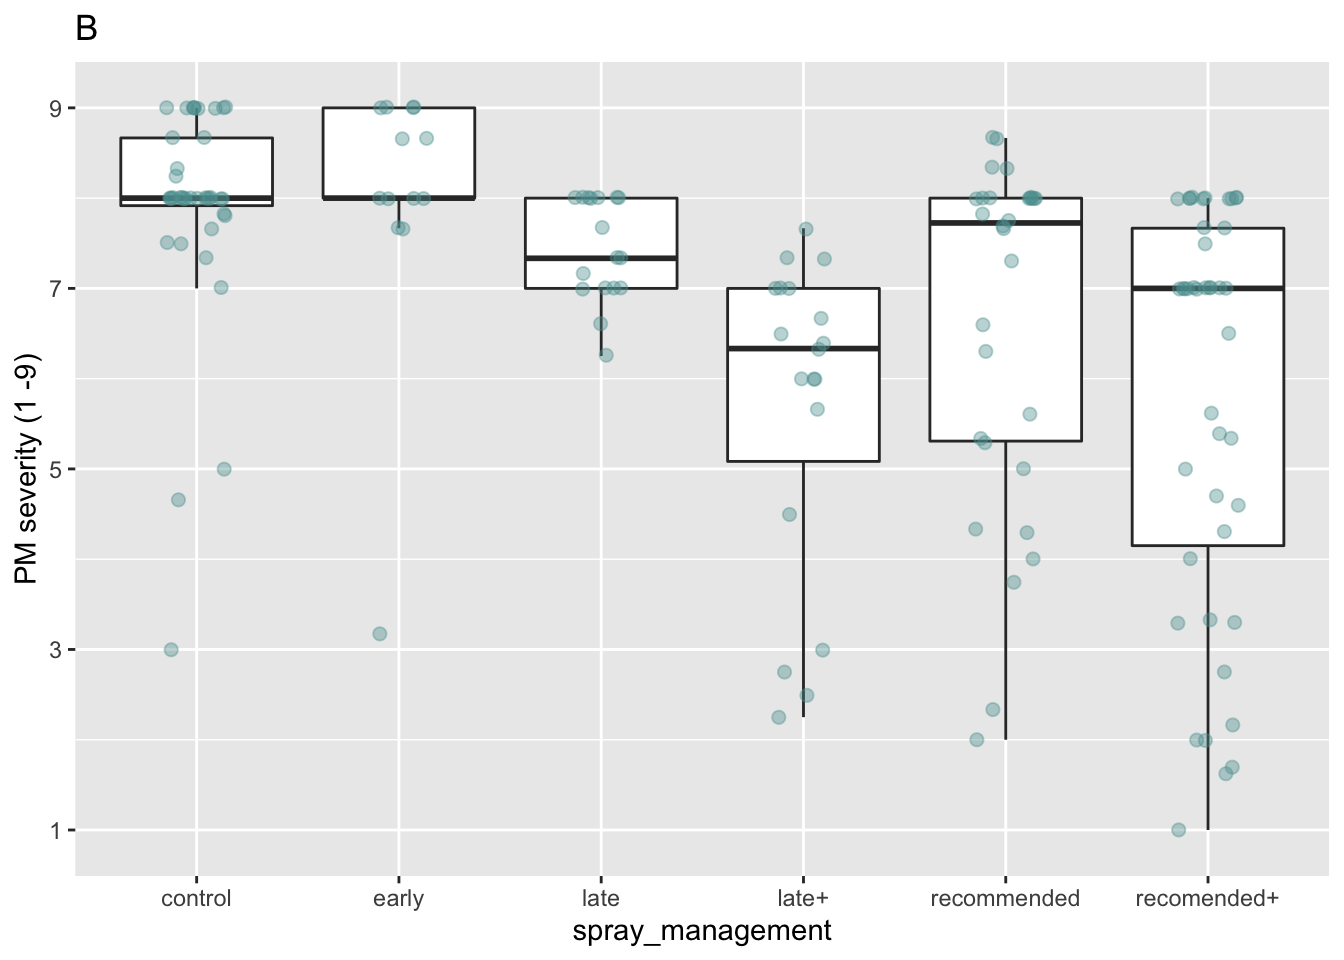 B
PM severity (1 -9)
9
7
5
3
1
control early late late+ recommended recomended+
spray_management